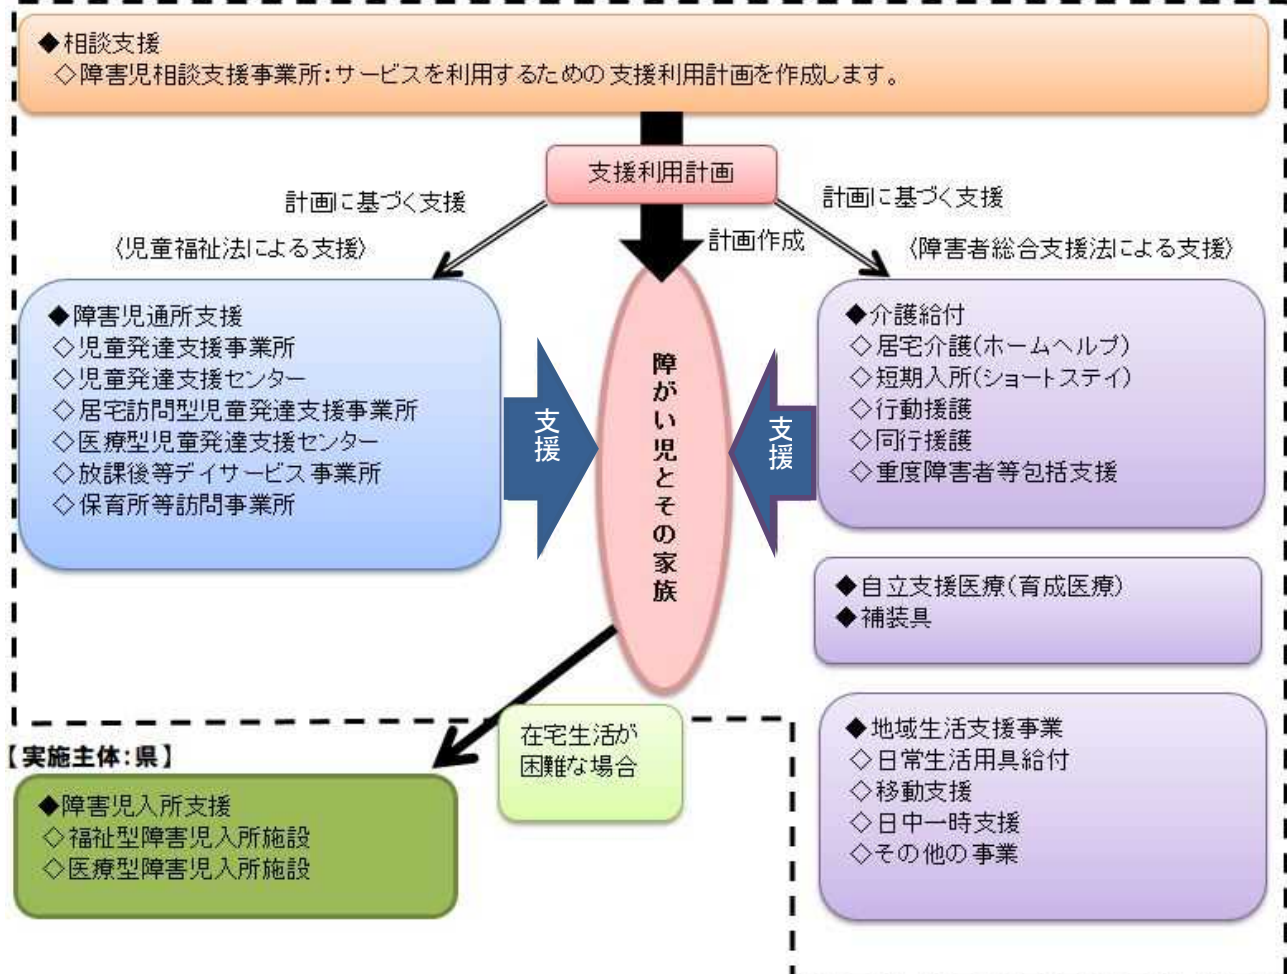 ◆相談支援
◇障害児相談支援事業所：サービスを利用するための支援利用計画を作成します。
支援利用計画
計画に基づく支援
計画に基づく支援
計画作成
〈児童福祉法による支援〉
〈障害者総合支援法による支援〉
◆障害児通所支援
◇児童発達支援事業所
◇児童発達支援センター
◇居宅訪問型児童発達支援事業所
◇医療型児童発達支援センター
◇放課後等デイサービス事業所
◇保育所等訪問事業所
支援
障がい児とその家族
支援
◆介護給付
◇居宅介護(ホームヘルプ)
◇短期入所(ショートステイ)
◇行動援護
◇同行援護
◇重度障害者等包括支援
◆自立支援医療(育成医療)
◆補装具
◆地域生活支援事業
◇日常生活用具給付
◇移動支援
◇日中一時支援
◇その他の事業
在宅生活が
困難な場合
【実施主体：県】
◆障害児入所支援
◇福祉型障害児入所施設
◇医療型障害児入所施設